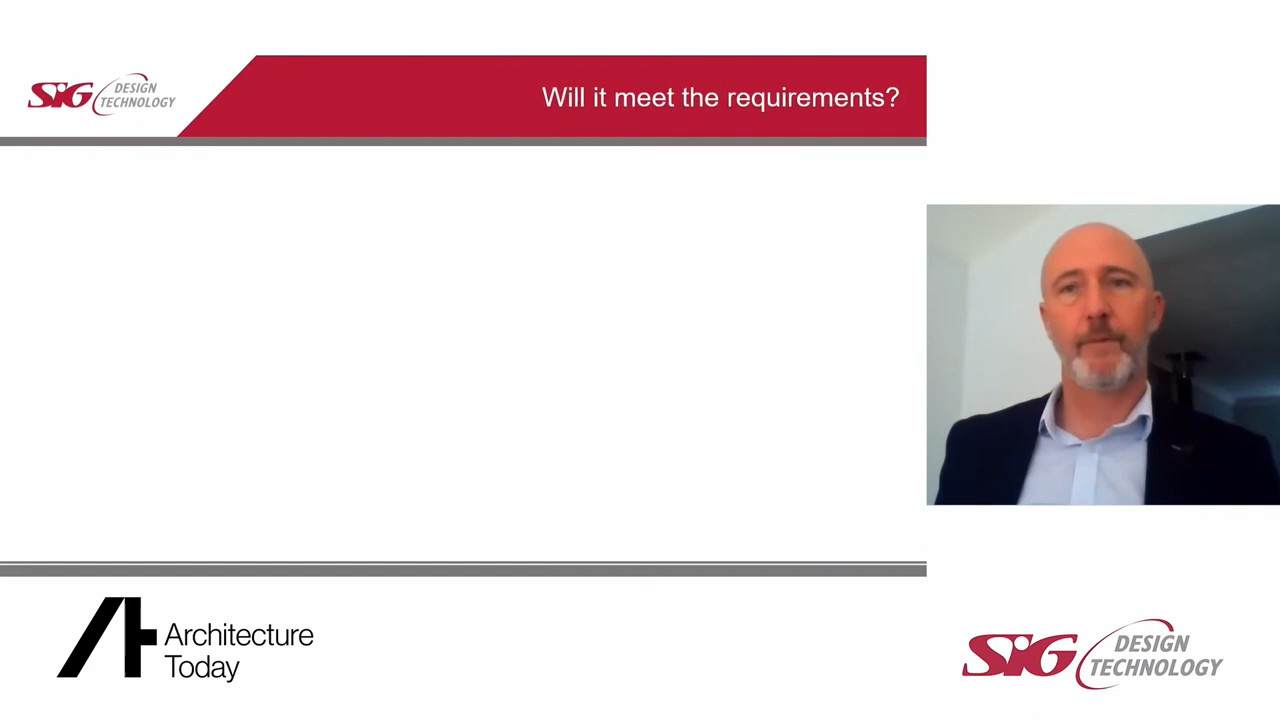 SIG DESIGN
TECHNOLOGY
Will it meet the requirements?
Architecture
Today
SIG DESIGN
TECHNOLOGY